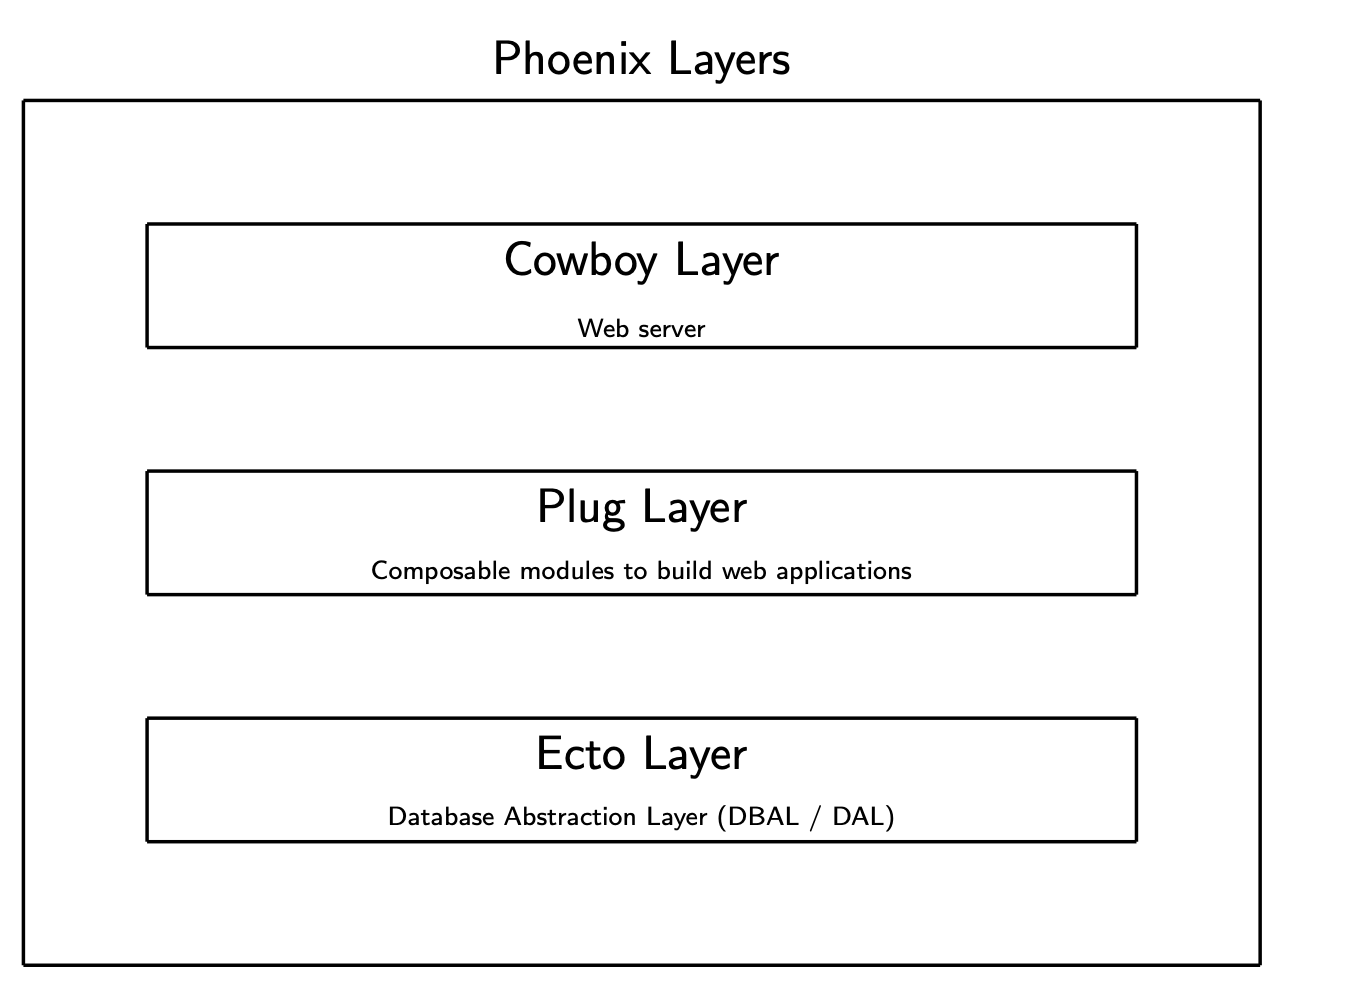 Phoenix Layers
Cowboy Layer
Web server
Plug Layer
Composable modules to build web applications
Ecto Layer
Database Abstraction Layer (DBAL / DAL)